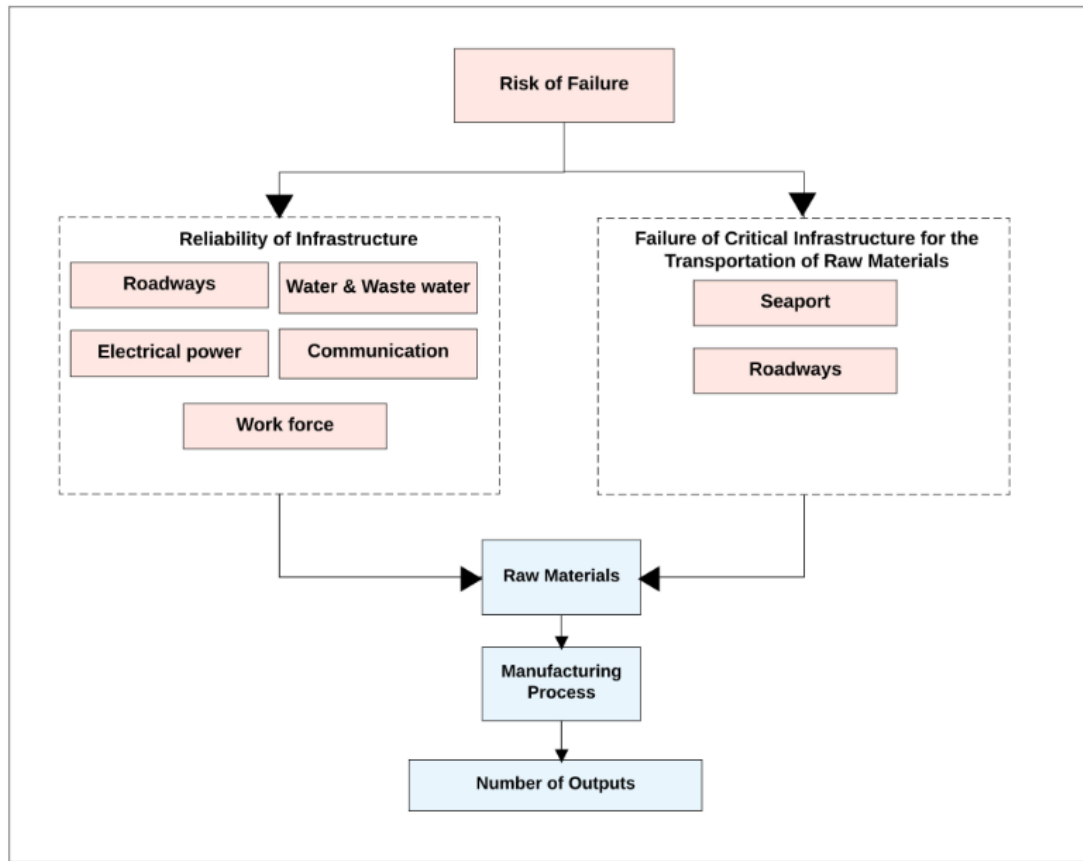 Risk of Failure
Reliability of Infrastructure
Roadways
Water & Waste water
Electrical power
Communication
Work force
Failure of Critical Infrastructure for the
Transportation of Raw Materials
Seaport
Roadways
Raw Materials
Manufacturing
Process
Number of Outputs